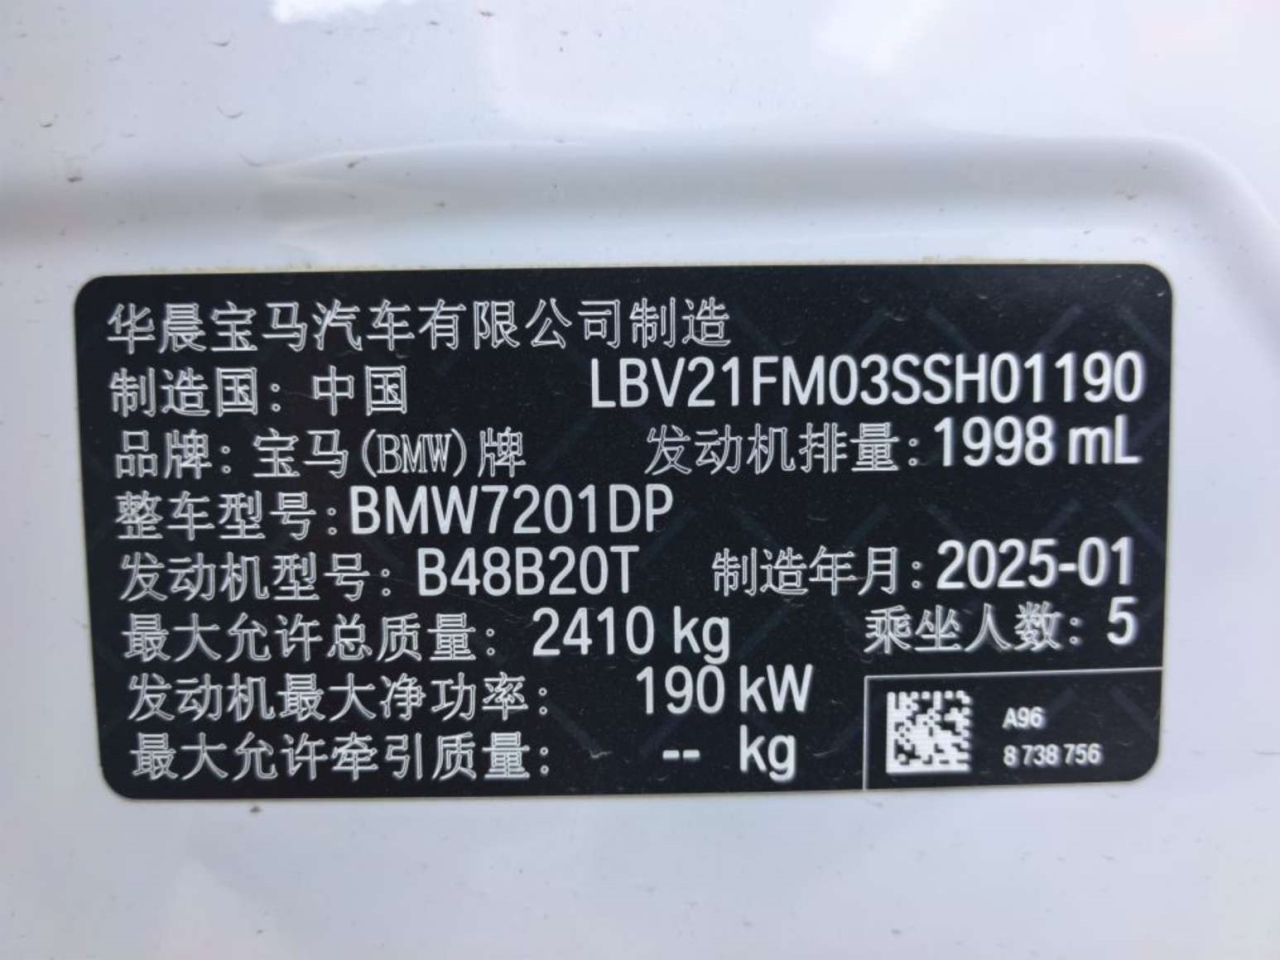 华晨宝马汽车有限公司制造
制造国：中国 LBV21FM03SSH01190
品牌：宝马(BMW)牌 发动机排量：1998 mL
整车型号：BMW7201DP
发动机型号：B48B20T 制造年月：2025-01
最大允许总质量：2410 kg 乘坐人数：5
发动机最大净功率：190 kW
最大允许牵引质量：-- kg
A96
8 738 756